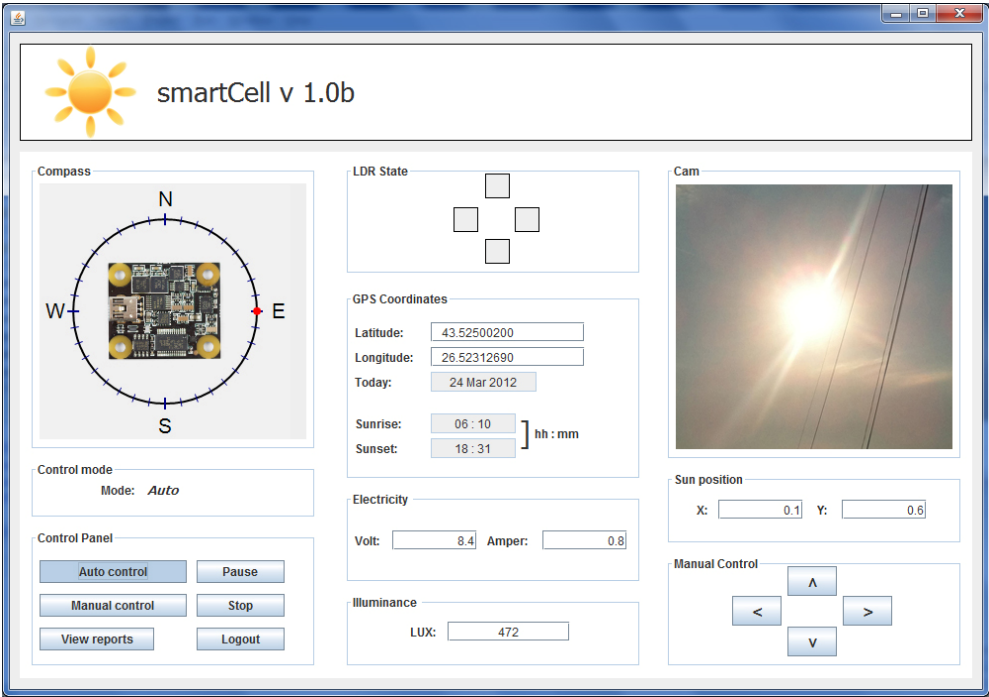 smartCell v 1.0b
Compass
N
W
E
S
Control mode
Mode: Auto
Control Panel
Auto control
Pause
Manual control
Stop
View reports
Logout
LDR State
GPS Coordinates
Latitude: 43.52500200
Longitude: 26.52312690
Today: 24 Mar 2012
Sunrise: 06 : 10
Sunset: 18 : 31
] hh : mm
Electricity
Volt: 8.4 Amper: 0.8
Illuminance
LUX: 472
Cam
Sun position
X: 0.1 Y: 0.6
Manual Control
˄
< >
˅